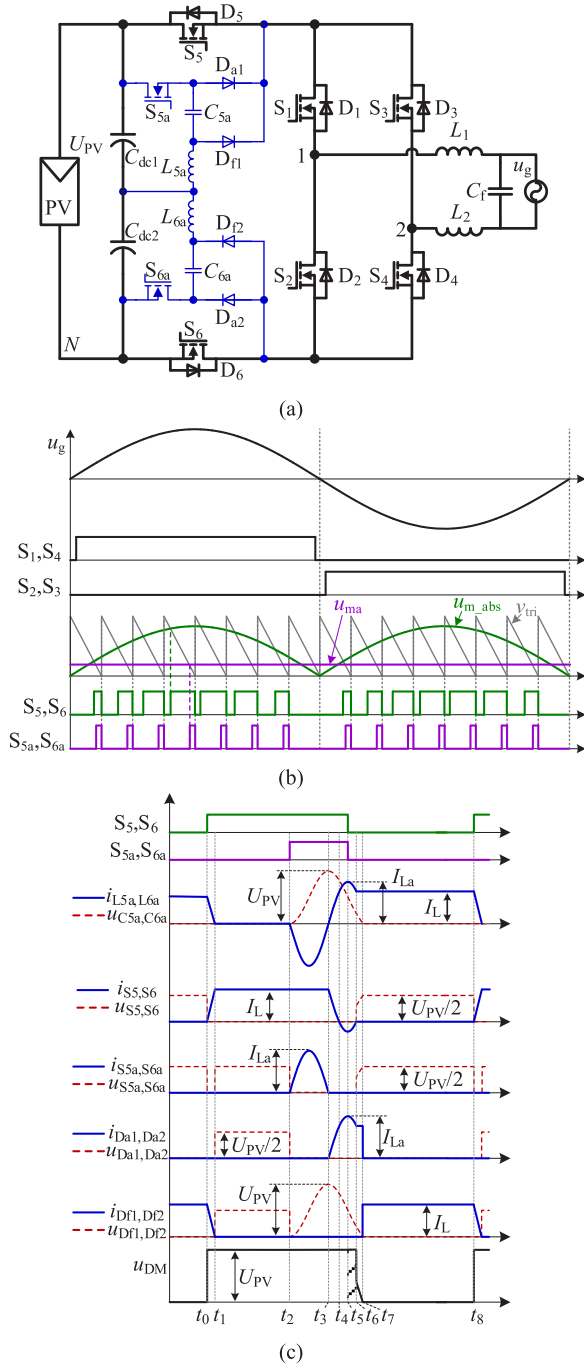 D5
S5
Da1
S5a
C5a
S1
D1
S3
D3
UPV
Cdc1
Df1
L5a
L1
1
ug
PV
L6a
Cf
Df2
2
L2
Cdc2
S6a
C6a
S2
D2
S4
D4
Da2
N
S6
D6
(a)
ug
S1,S4
S2,S3
uma
um_abs
vtri
S5,S6
S5a,S6a
(b)
S5,S6
S5a,S6a
iL5a,L6a
uC5a,C6a
UPV
ILa
IL
iS5,S6
uS5,S6
IL
UPV/2
iS5a,S6a
uS5a,S6a
ILa
UPV/2
iDa1,Da2
uDa1,Da2
UPV/2
ILa
iDf1,Df2
uDf1,Df2
UPV
IL
uDM
UPV
t0 t1 t2 t3 t4 t5 t6 t7 t8
(c)